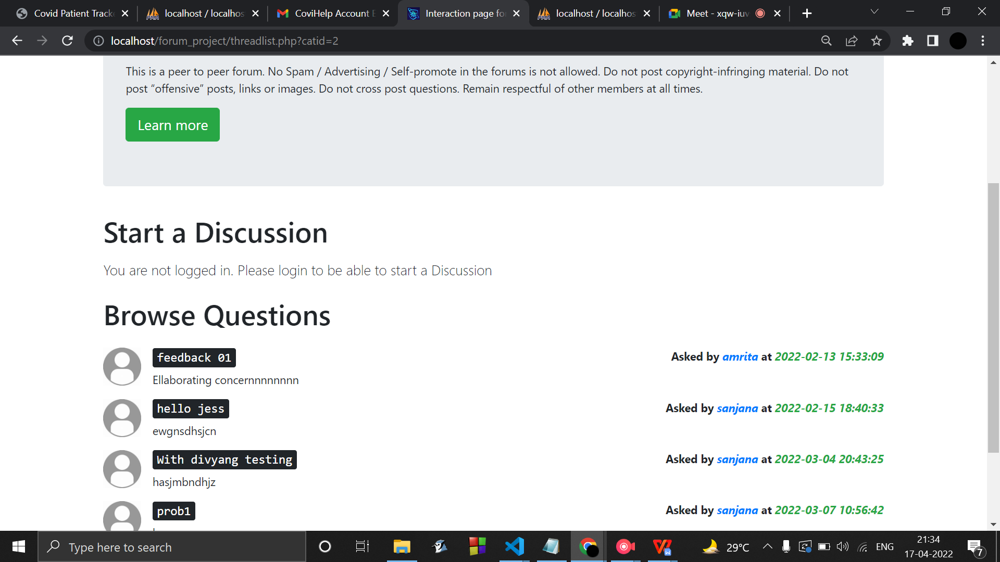 Covid Patient Track
localhost / localhos
CoviHelp Account
Interaction page fo
localhost / localhos
Meet - xqw-iuv
localhost/forum_project/threadlist.php?catid=2
This is a peer to peer forum. No Spam / Advertising / Self-promote in the forums is not allowed. Do not post copyright-infringing material. Do not
post “offensive” posts, links or images. Do not cross post questions. Remain respectful of other members at all times.
Learn more
Start a Discussion
You are not logged in. Please login to be able to start a Discussion
Browse Questions
feedback 01
Asked by amrita at 2022-02-13 15:33:09
Ellaborating concernnnnnnnn
hello jess
Asked by sanjana at 2022-02-15 18:40:33
ewgnsdhsjcn
With divyang testing
Asked by sanjana at 2022-03-04 20:43:25
hasjmbndhjz
prob1
Asked by sanjana at 2022-03-07 10:56:42
Type here to search
29°C
ENG
21:34
17-04-2022
7